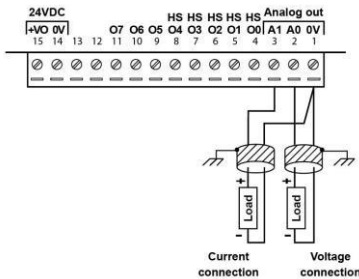 24VDC
HS HS HS HS HS
Analog out
+VO 0V O7 O6 O5 O4 O3 O2 O1 O0 A1 A0 0V
15 14 13 12 11 10 9 8 7 6 5 4 3 2 1
+ +
Load Load
- -
Current connection
Voltage connection